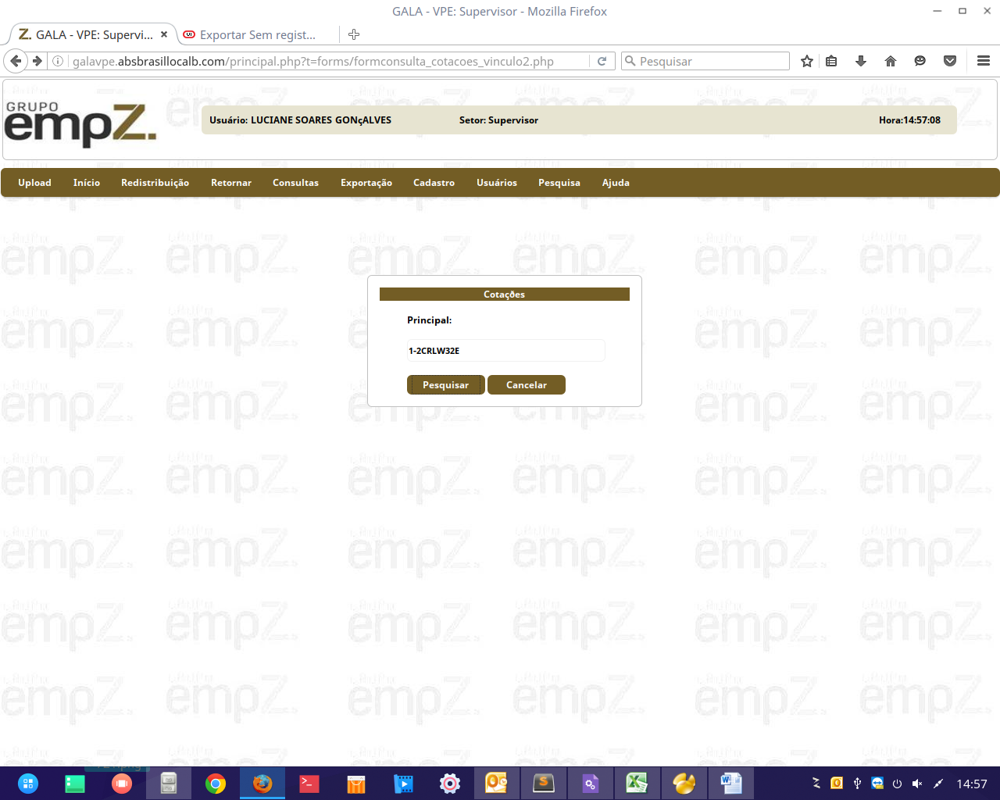 GALA - VPE: Supervisor - Mozilla Firefox
GALA - VPE: Supervi...
Exportar Sem regist...
galavpe.absbrasillocalb.com/principal.php?t=forms/formconsulta_cotacoes_vinculo2.php
Pesquisar
GRUPO
empZ.
Usuário: LUCIANE SOARES GONçALVES
Setor: Supervisor
Hora:14:57:08
Upload Início Redistribuição Retornar Consultas Exportação Cadastro Usuários Pesquisa Ajuda
Cotações
Principal:
1-2CRLW32E
Pesquisar
Cancelar
14:57